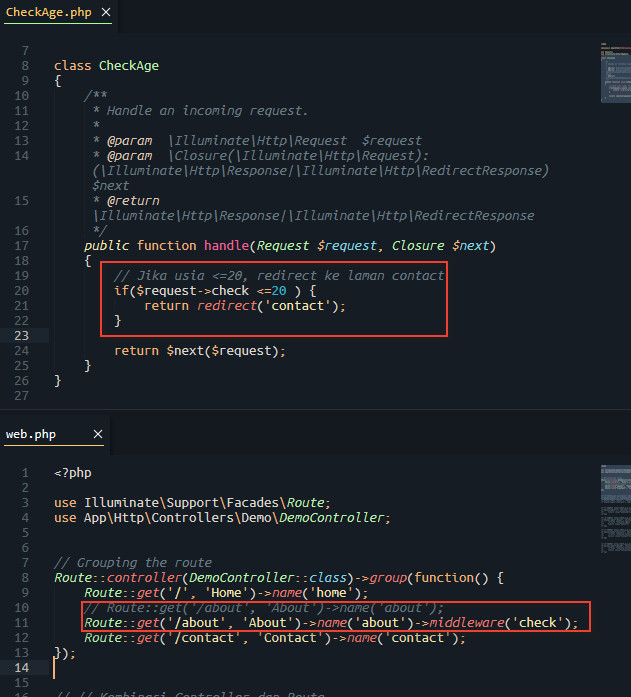 CheckAge.php ×
7
8 class CheckAge
9 {
10 /**
11 * Handle an incoming request.
12 *
13 * @param \Illuminate\Http\Request $request
14 * @param \Closure(\Illuminate\Http\Request):
(\Illuminate\Http\Response|\Illuminate\Http\RedirectResponse)
$next
15 * @return
\Illuminate\Http\Response|\Illuminate\Http\RedirectResponse
16 */
17 public function handle(Request $request, Closure $next)
18 {
19 // Jika usia <=20, redirect ke laman contact
20 if($request->check <=20 ) {
21 return redirect('contact');
22 }
23
24 return $next($request);
25 }
26 }
27
web.php ×
1 <?php
2
3 use Illuminate\Support\Facades\Route;
4 use App\Http\Controllers\Demo\DemoController;
5
6
7 // Grouping the route
8 Route::controller(DemoController::class)->group(function() {
9 Route::get('/', 'Home')->name('home');
10 // Route::get('/about', 'About')->name('about');
11 Route::get('/about', 'About')->name('about')->middleware('check');
12 Route::get('/contact', 'Contact')->name('contact');
13 });
14
15
16 // // Kombinasi Controller dan Route